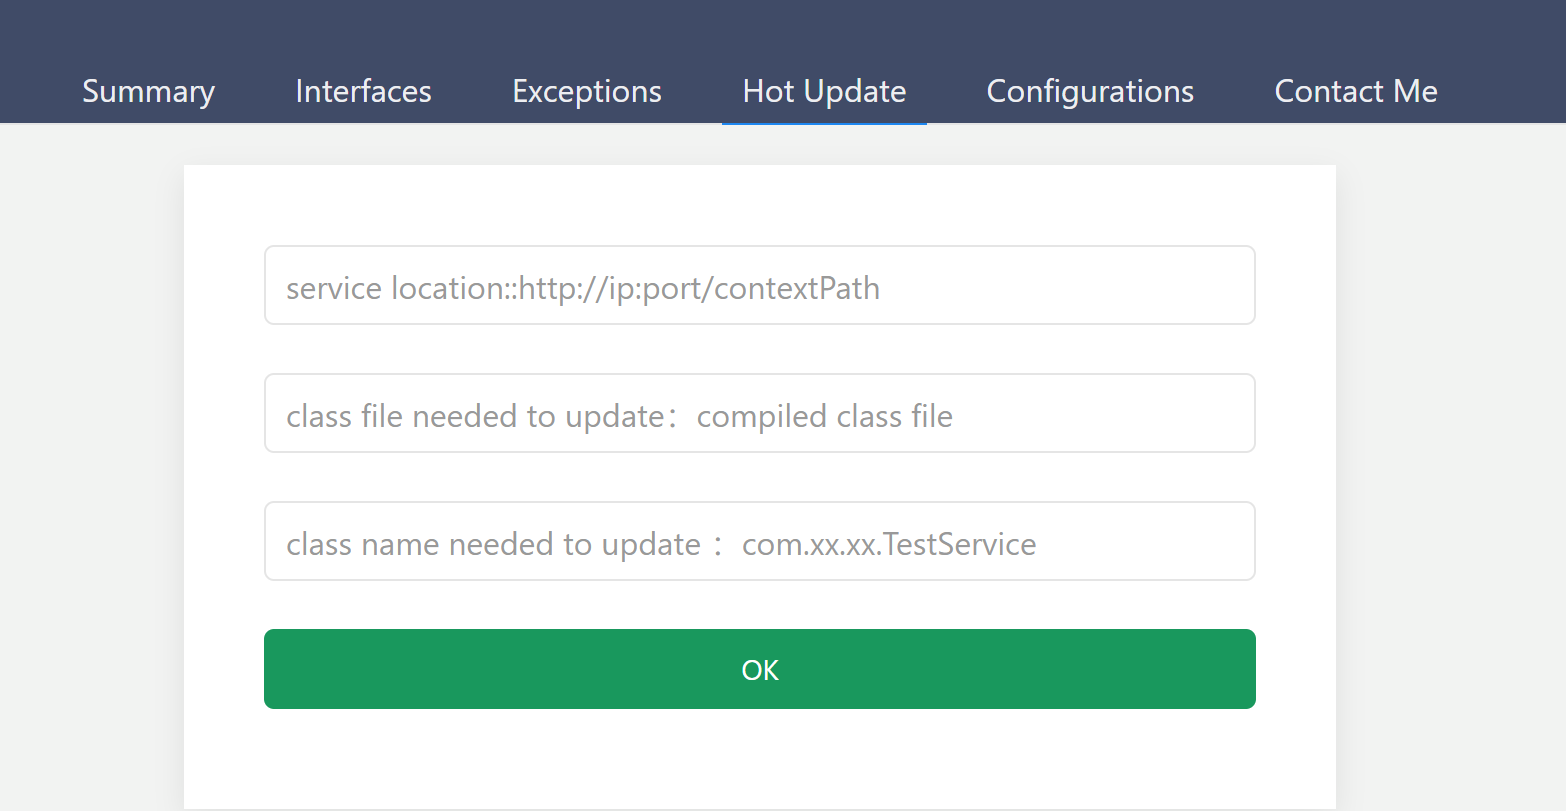 Summary Interfaces Exceptions Hot Update Configurations Contact Me
service location::http://ip:port/contextPath
class file needed to update：compiled class file
class name needed to update ：com.xx.xx.TestService
OK